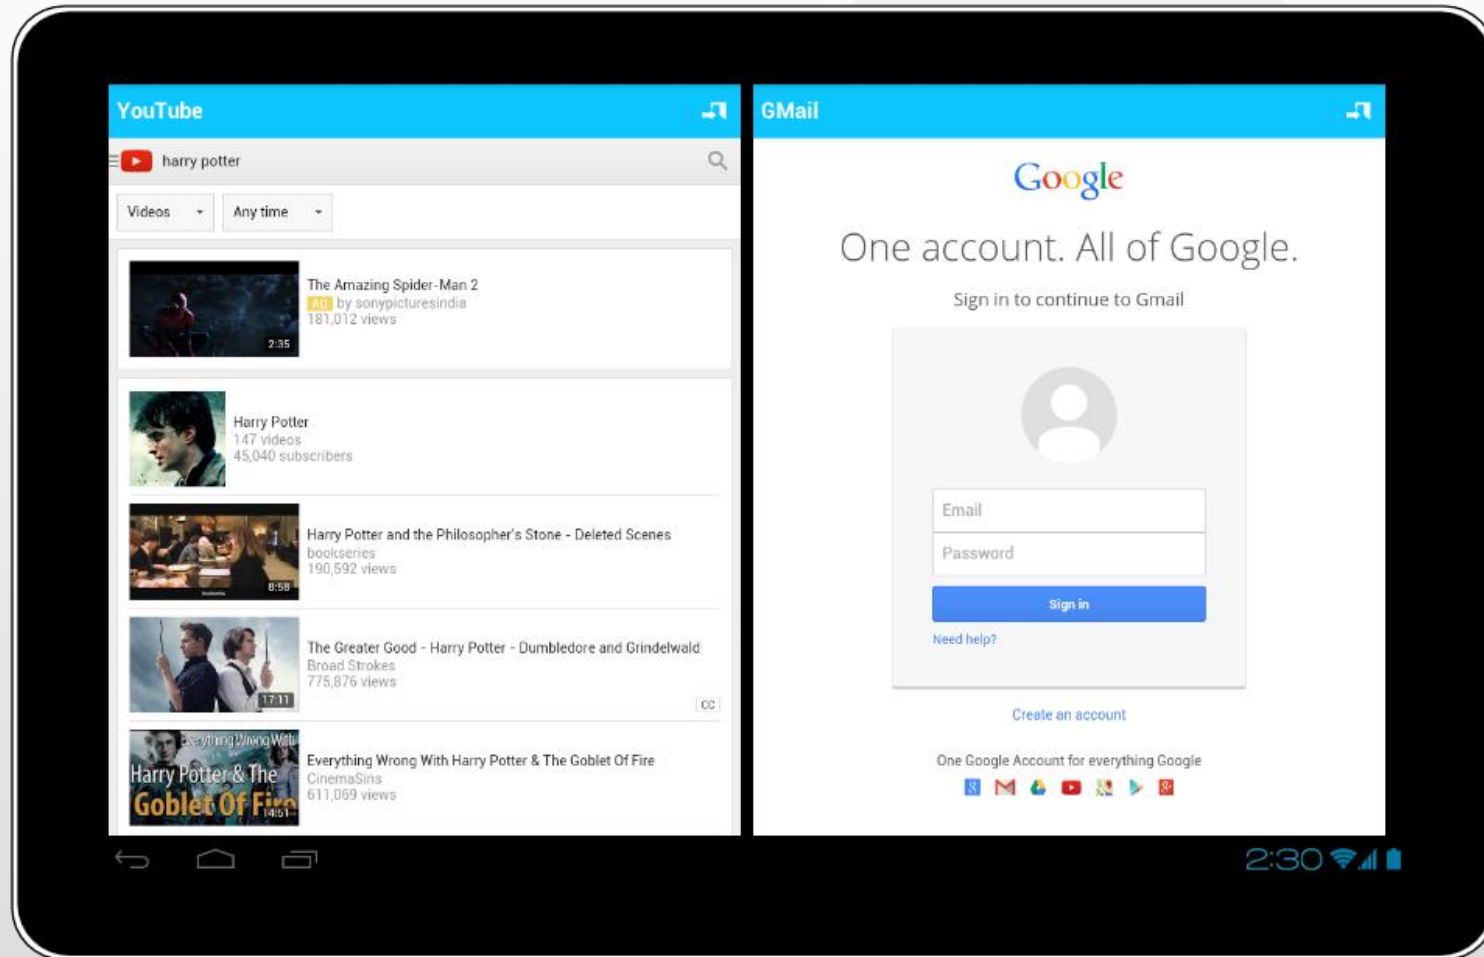 YouTube
harry potter
Videos
Any time
The Amazing Spider-Man 2
AD by sonypicturesindia
181,012 views
2:35
Harry Potter
147 videos
45,040 subscribers
Harry Potter and the Philosopher's Stone - Deleted Scenes
bookseries
190,592 views
8:58
The Greater Good - Harry Potter - Dumbledore and Grindelwald
Broad Strokes
775,876 views
17:11
CC
Everything Wrong With
Harry Potter & The
Goblet Of Fire
14:51
Everything Wrong With Harry Potter & The Goblet Of Fire
CinemaSins
611,069 views
GMail
Google
One account. All of Google.
Sign in to continue to Gmail
Email
Password
Sign in
Need help?
Create an account
One Google Account for everything Google
2:30